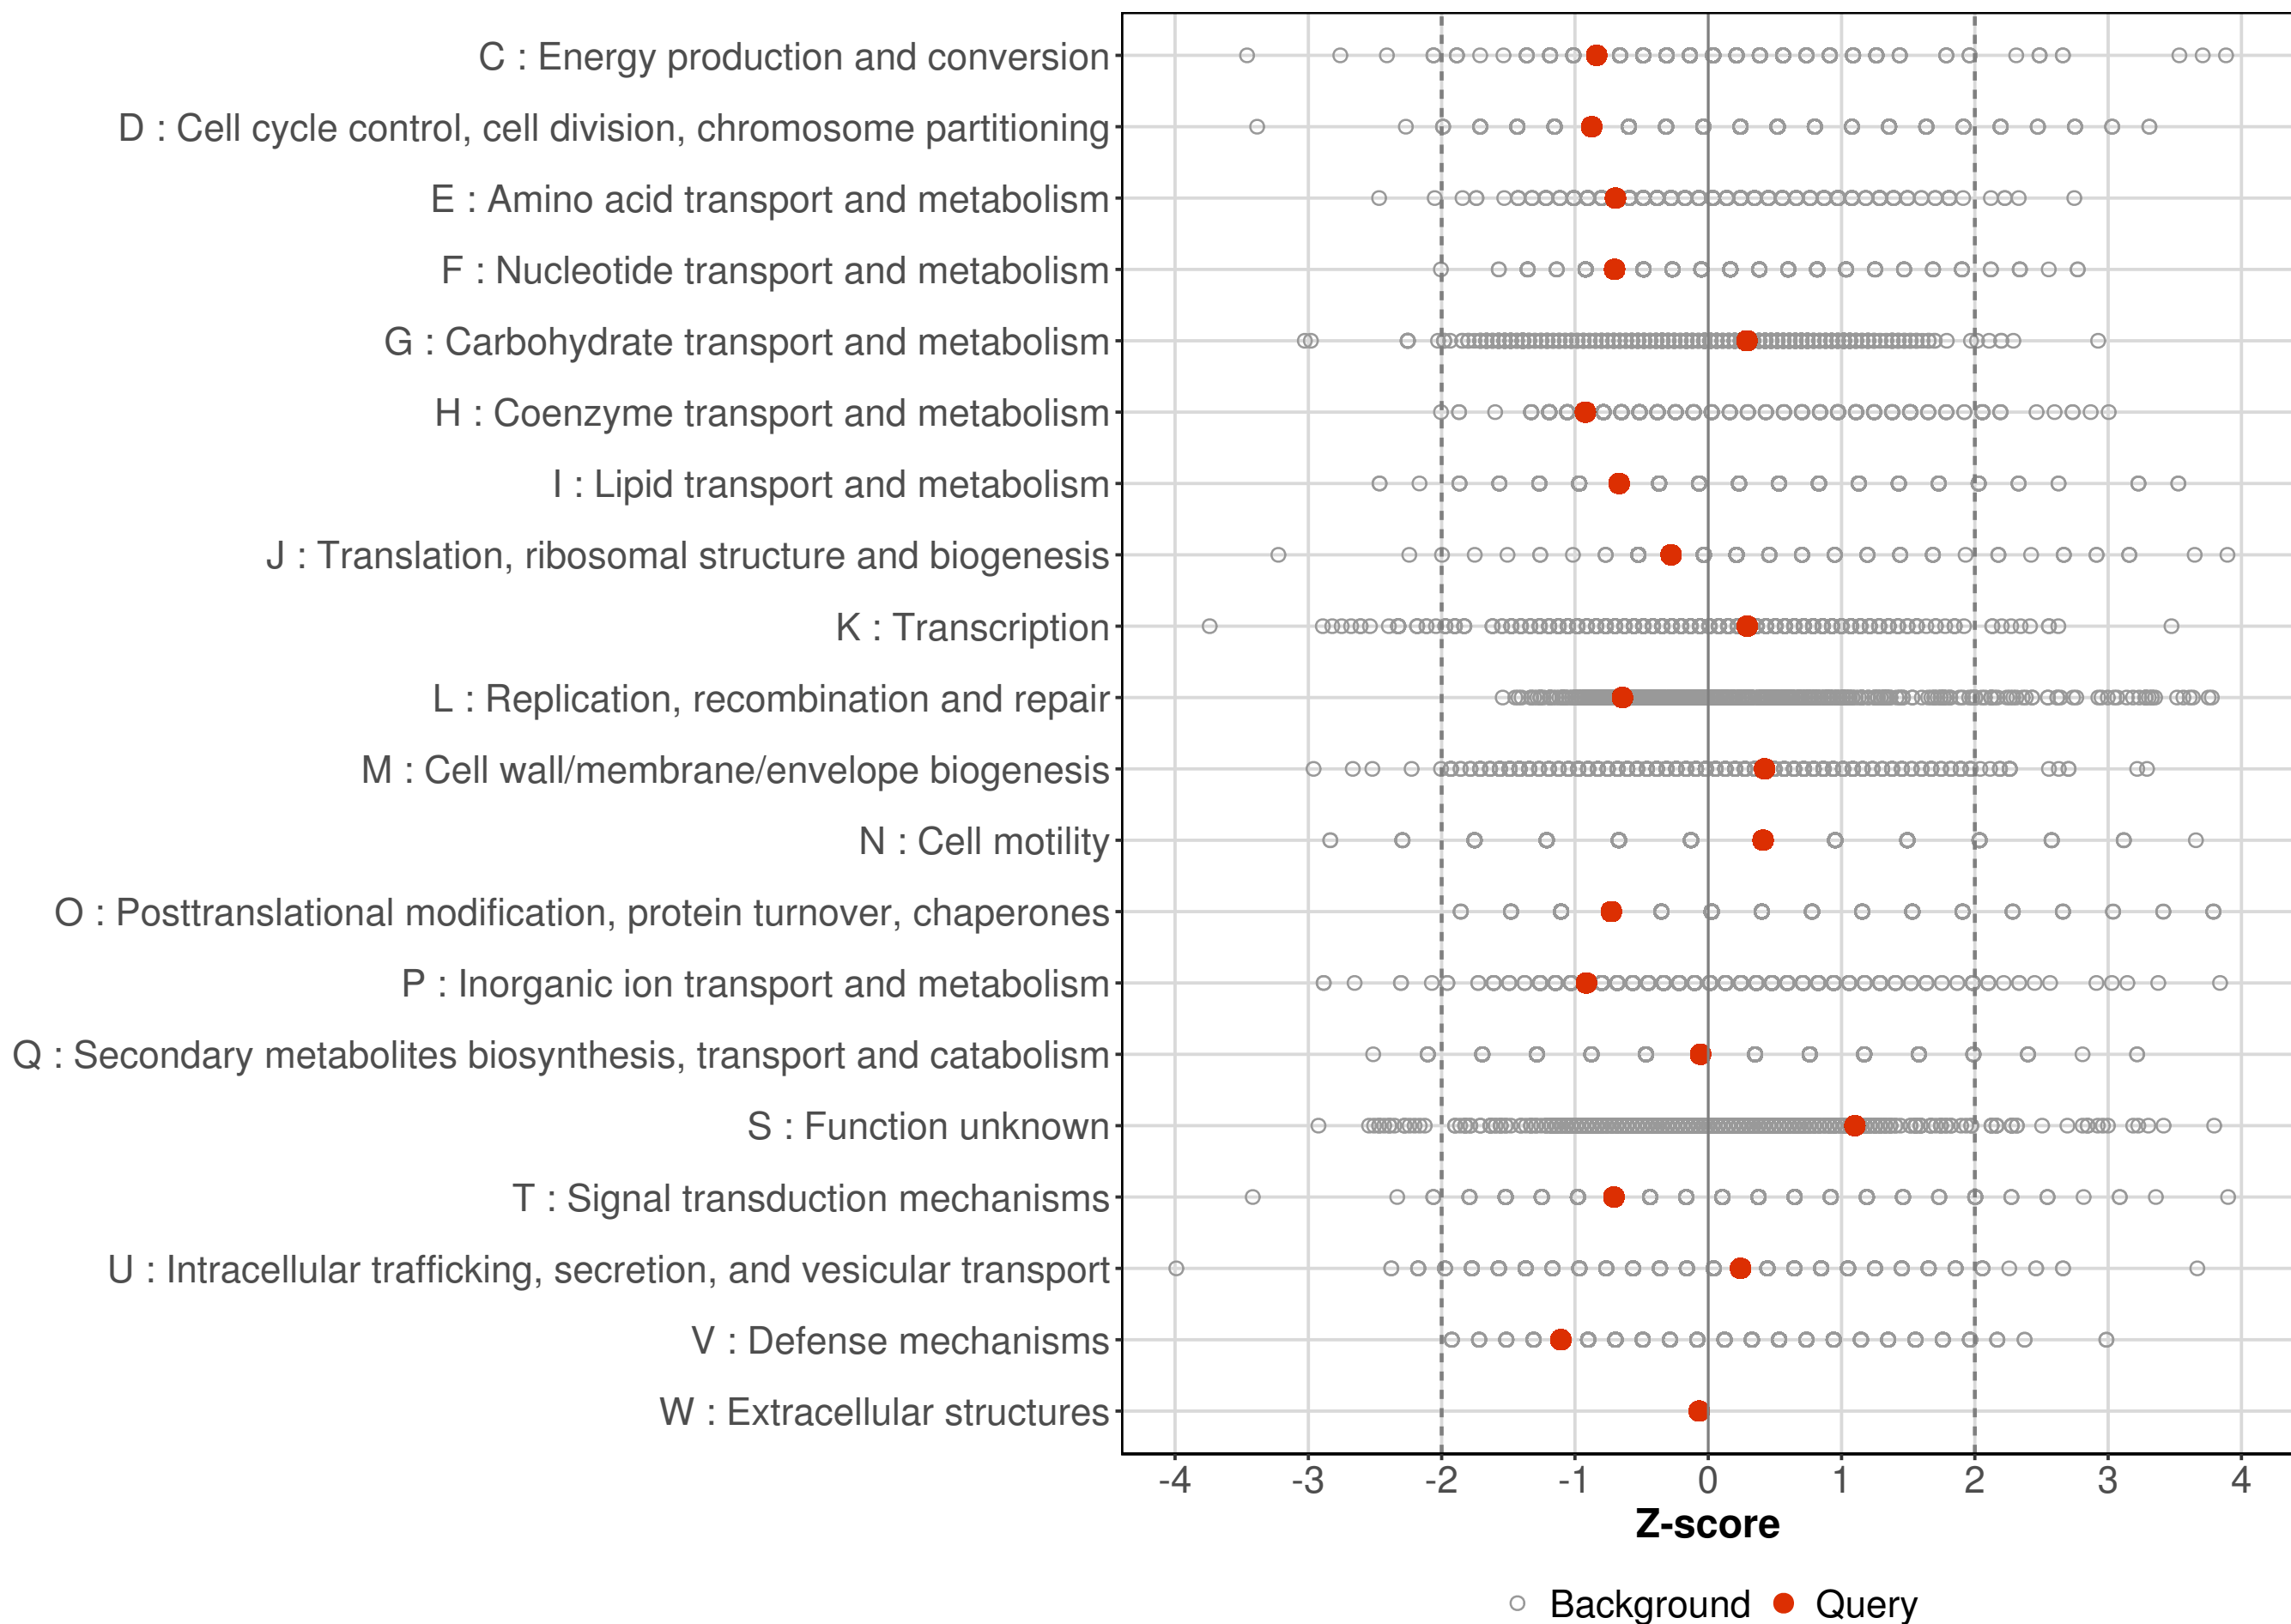 C : Energy production and conversion
D : Cell cycle control, cell division, chromosome partitioning
E : Amino acid transport and metabolism
F : Nucleotide transport and metabolism
G : Carbohydrate transport and metabolism
H : Coenzyme transport and metabolism
I : Lipid transport and metabolism
J : Translation, ribosomal structure and biogenesis
K : Transcription
L : Replication, recombination and repair
M : Cell wall/membrane/envelope biogenesis
N : Cell motility
O : Posttranslational modification, protein turnover, chaperones
P : Inorganic ion transport and metabolism
Q : Secondary metabolites biosynthesis, transport and catabolism
S : Function unknown
T : Signal transduction mechanisms
U : Intracellular trafficking, secretion, and vesicular transport
V : Defense mechanisms
W : Extracellular structures
-4 -3 -2 -1 0 1 2 3 4
Z-score
Background Query